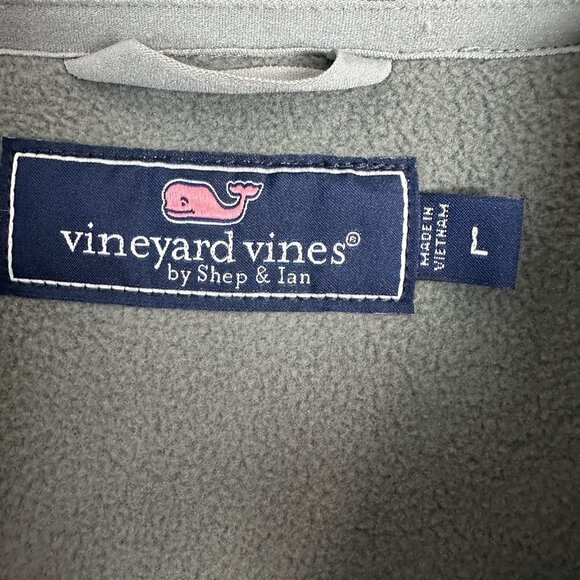 vineyard vines®
by Shep & Ian
MADE IN
VIETNAM
L